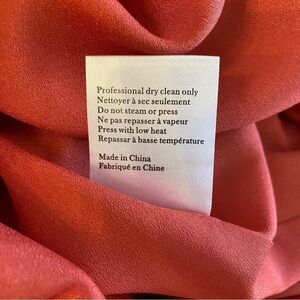 Professional dry clean only
Nettoyer à sec seulement
Do not steam or press
Ne pas repasser à vapeur
Press with low heat
Repassar à basse température
Made in China
Fabriqué en Chine